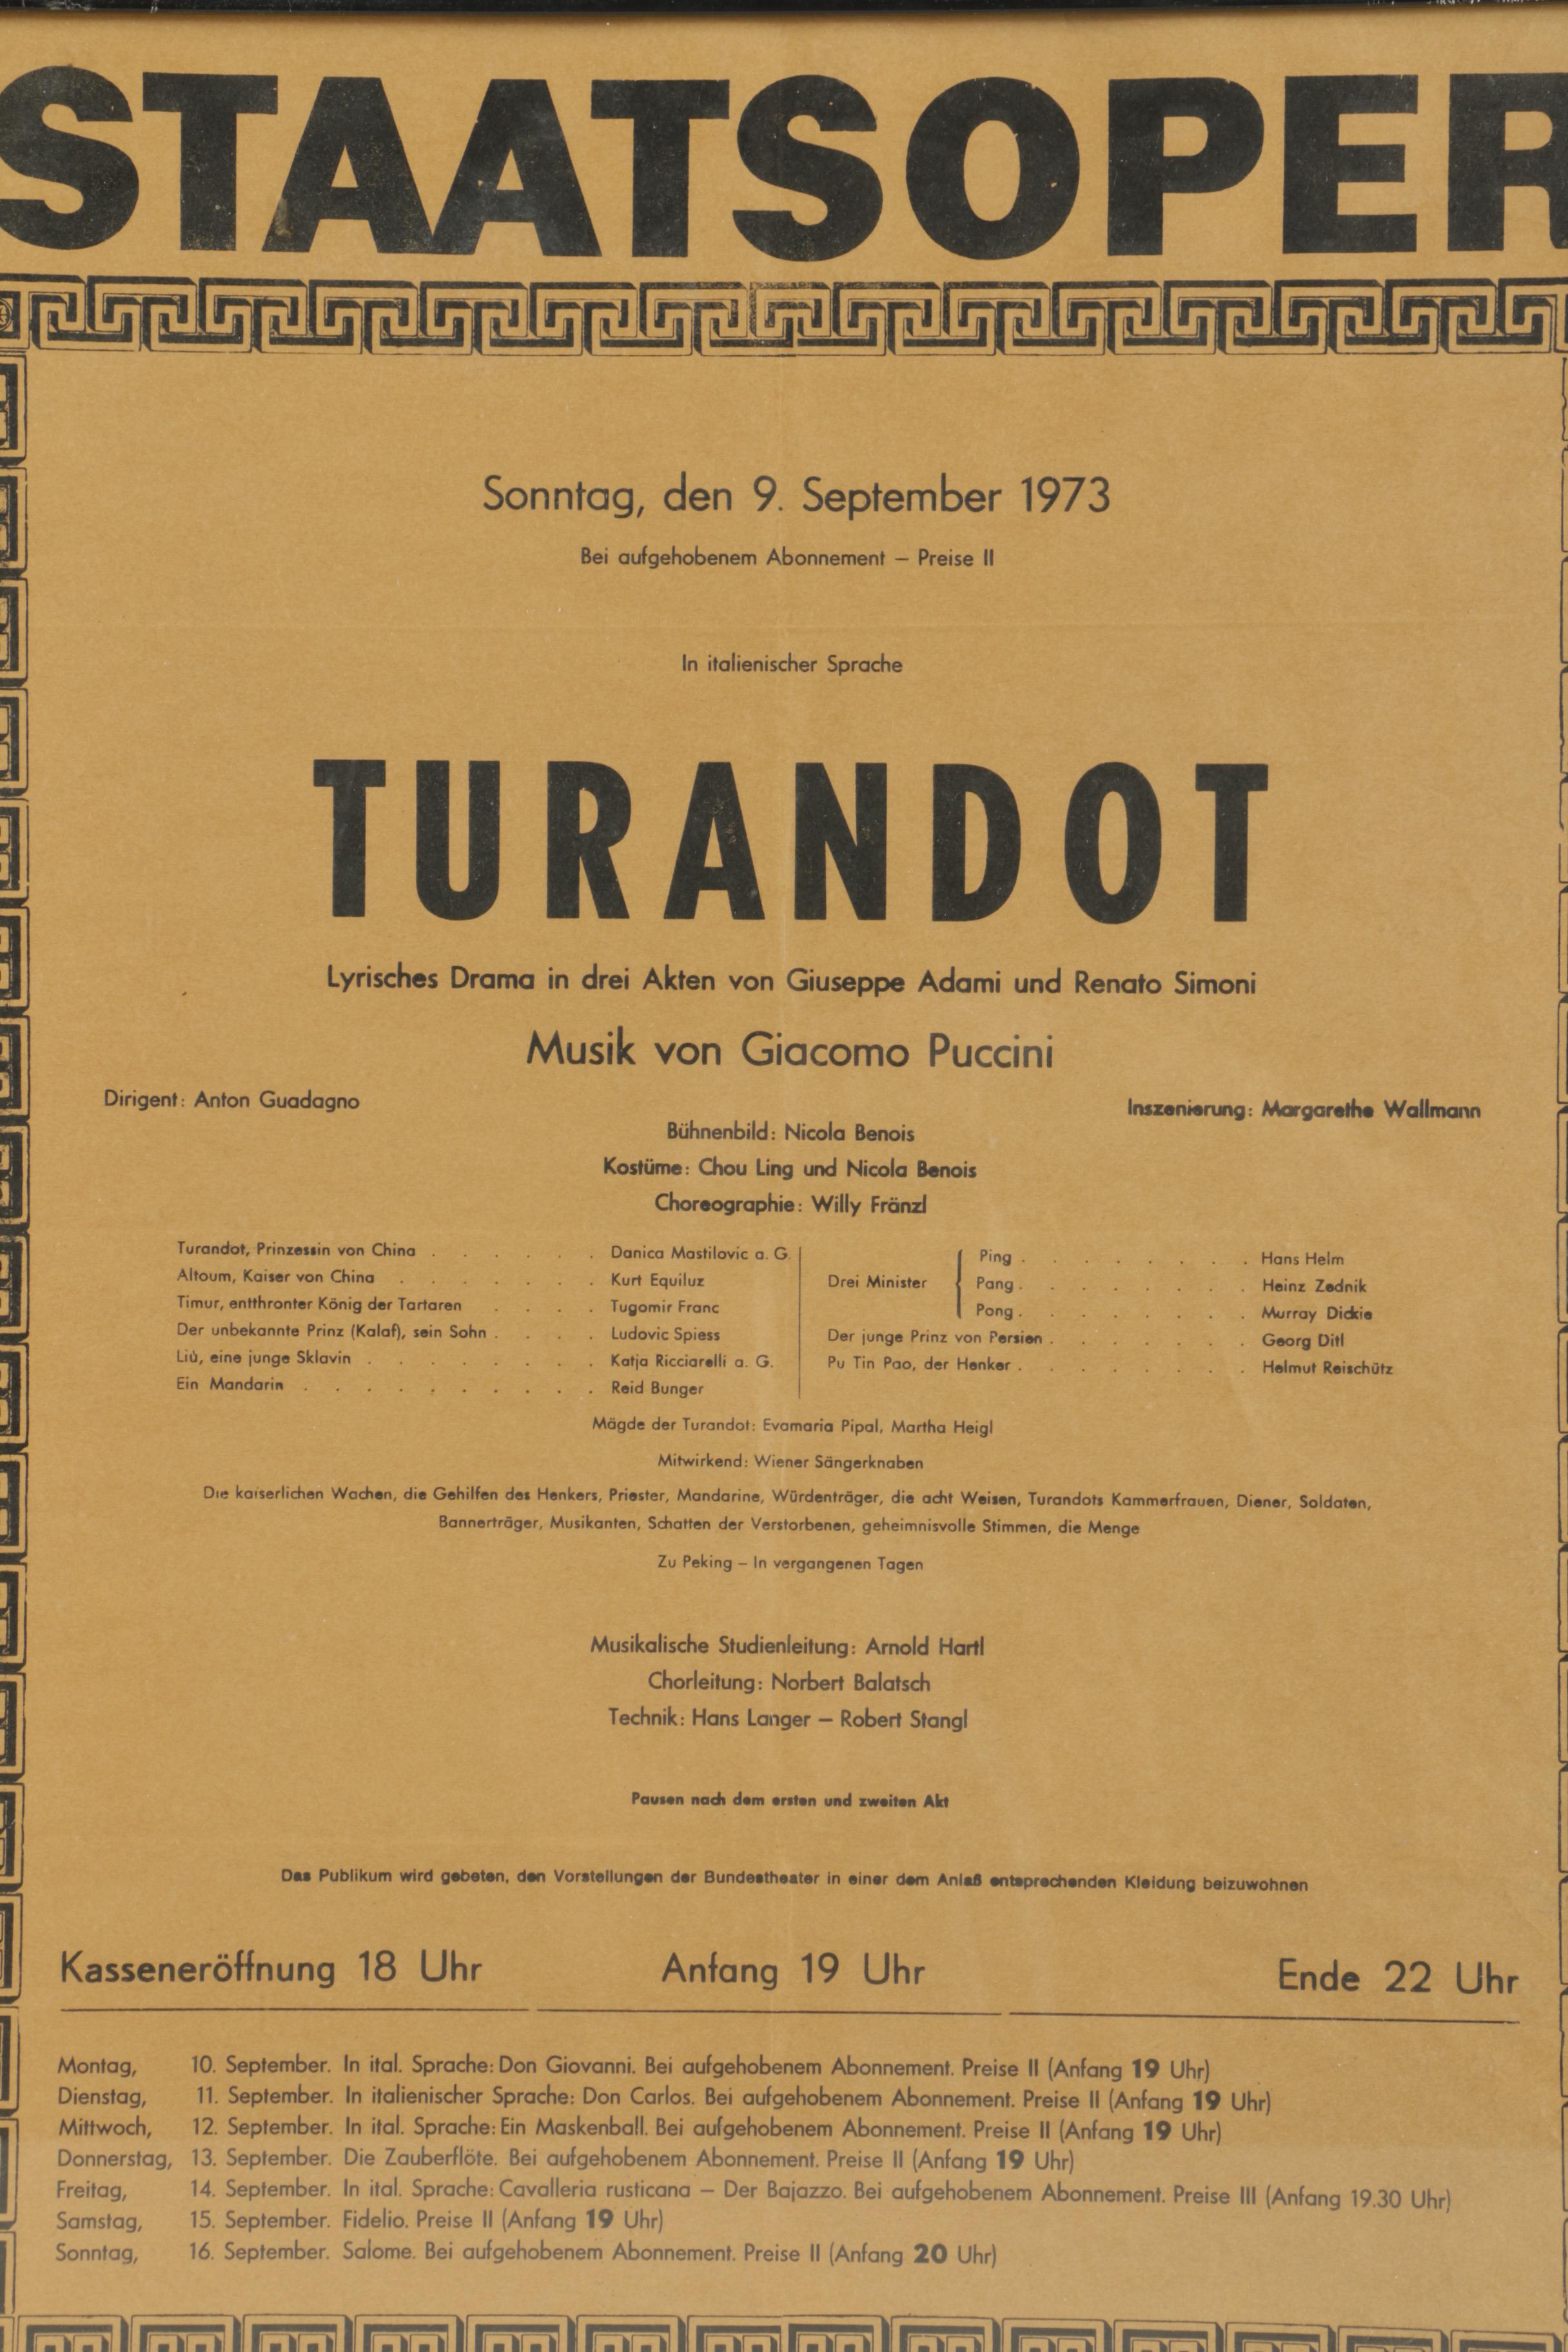 STAATSOPER
Sonntag, den 9. September 1973
Bei aufgehobenem Abonnement – Preise II
In italienischer Sprache
TURANDOT
Lyrisches Drama in drei Akten von Giuseppe Adami und Renato Simoni
Musik von Giacomo Puccini
Dirigent: Anton Guadagno
Inszenierung: Margarethe Wallmann
Bühnenbild: Nicola Benois
Kostüme: Chou Ling und Nicola Benois
Choreographie: Willy Fränzl
Turandot, Prinzessin von China . . . . . . Danica Mastilovic a. G.
Altoum, Kaiser von China . . . . . . . Kurt Equiluz
Timur, entthronter König der Tartaren . . . . Tugomir Franc
Der unbekannte Prinz (Kalaf), sein Sohn . . . . Ludovic Spiess
Liù, eine junge Sklavin . . . . . . . . Katja Ricciarelli a. G.
Ein Mandarin . . . . . . . . . . Reid Bunger
Drei Minister
Ping . . . . . . . . Hans Helm
Pang . . . . . . . . Heinz Zednik
Pong . . . . . . . . Murray Dickie
Der junge Prinz von Persien . . . . . . . Georg Ditl
Pu Tin Pao, der Henker . . . . . . . . Helmut Reischütz
Mägde der Turandot: Evamaria Pipal, Martha Heigl
Mitwirkend: Wiener Sängerknaben
Die kaiserlichen Wachen, die Gehilfen des Henkers, Priester, Mandarine, Würdenträger, die acht Weisen, Turandots Kammerfrauen, Diener, Soldaten,
Bannerträger, Musikanten, Schatten der Verstorbenen, geheimnisvolle Stimmen, die Menge
Zu Peking – In vergangenen Tagen
Musikalische Studienleitung: Arnold Hartl
Chorleitung: Norbert Balatsch
Technik: Hans Langer – Robert Stangl
Pausen nach dem ersten und zweiten Akt
Das Publikum wird gebeten, den Vorstellungen der Bundestheater in einer dem Anlaß entsprechenden Kleidung beizuwohnen
Kasseneröffnung 18 Uhr Anfang 19 Uhr Ende 22 Uhr
Montag, 10. September. In ital. Sprache: Don Giovanni. Bei aufgehobenem Abonnement. Preise II (Anfang 19 Uhr)
Dienstag, 11. September. In italienischer Sprache: Don Carlos. Bei aufgehobenem Abonnement. Preise II (Anfang 19 Uhr)
Mittwoch, 12. September. In ital. Sprache: Ein Maskenball. Bei aufgehobenem Abonnement. Preise II (Anfang 19 Uhr)
Donnerstag, 13. September. Die Zauberflöte. Bei aufgehobenem Abonnement. Preise II (Anfang 19 Uhr)
Freitag, 14. September. In ital. Sprache: Cavalleria rusticana – Der Bajazzo. Bei aufgehobenem Abonnement. Preise III (Anfang 19.30 Uhr)
Samstag, 15. September. Fidelio. Preise II (Anfang 19 Uhr)
Sonntag, 16. September. Salome. Bei aufgehobenem Abonnement. Preise II (Anfang 20 Uhr)